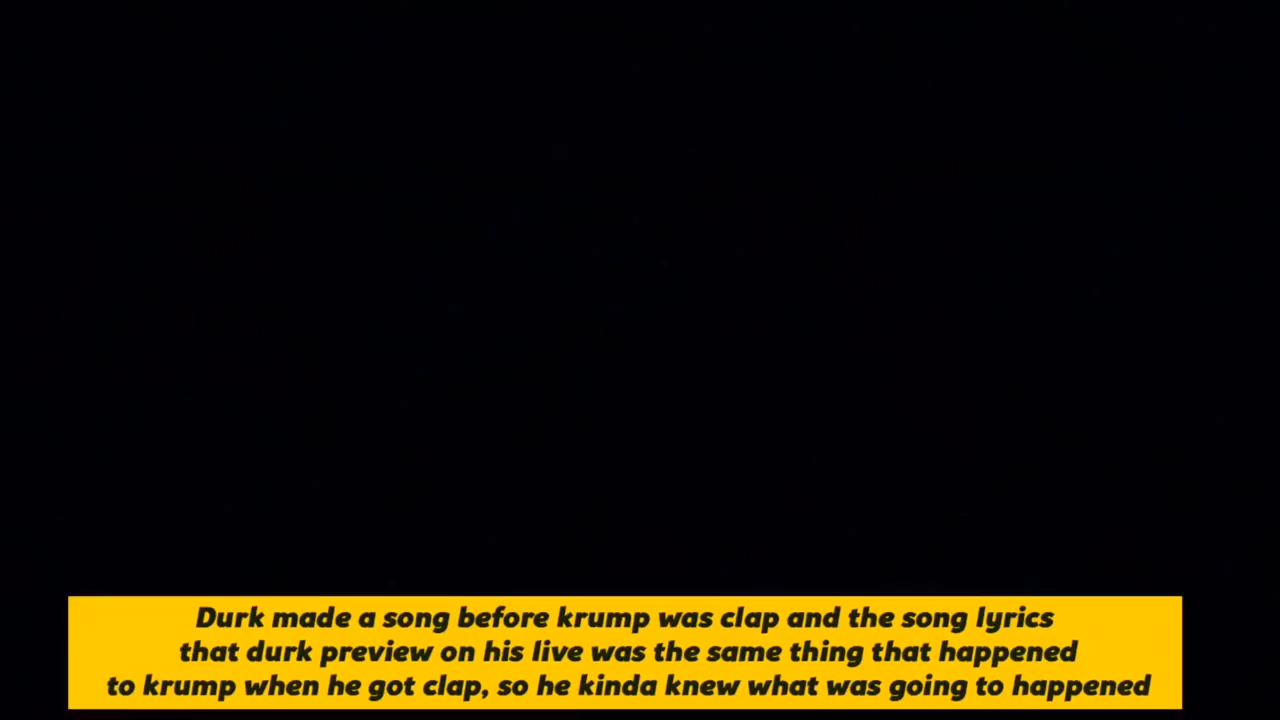 Durk made a song before krump was clap and the song lyrics
that durk preview on his live was the same thing that happened
to krump when he got clap, so he kinda knew what was going to happened